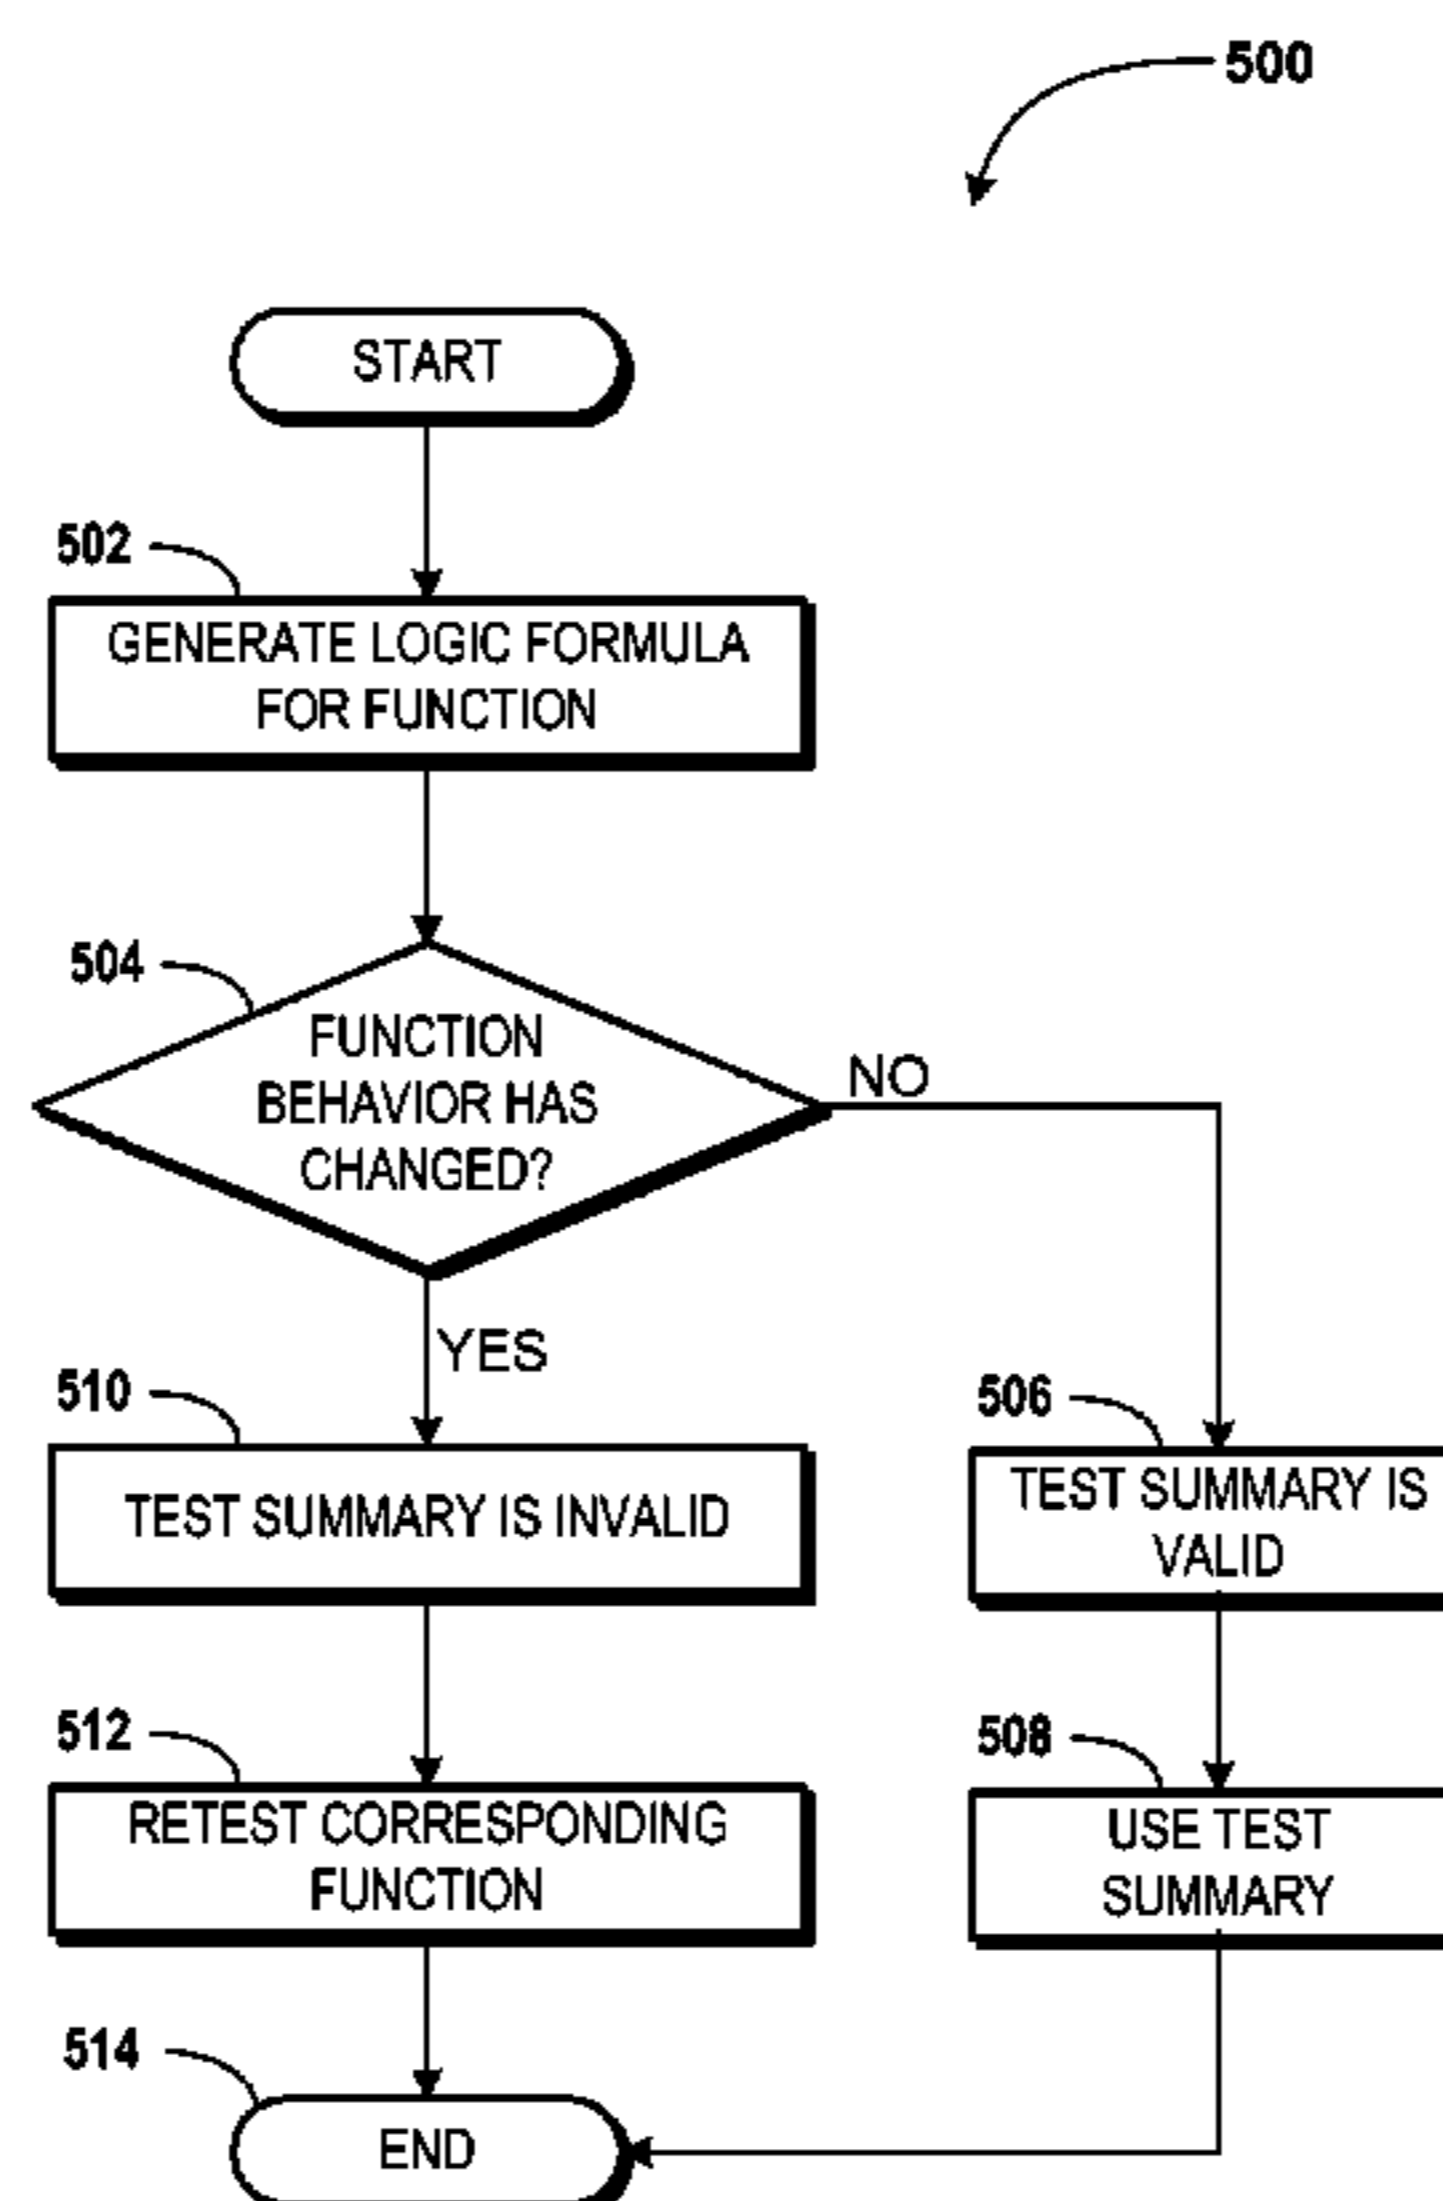 500
START
502
GENERATE LOGIC FORMULA
FOR FUNCTION
504
FUNCTION
BEHAVIOR HAS
CHANGED?
NO
YES
510
TEST SUMMARY IS INVALID
506
TEST SUMMARY IS
VALID
512
RETEST CORRESPONDING
FUNCTION
508
USE TEST
SUMMARY
514
END